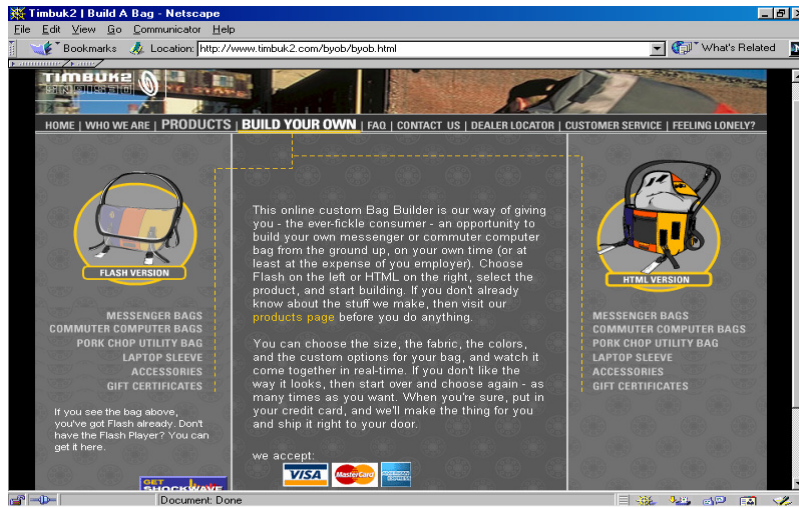 Timbuk2 | Build A Bag - Netscape
File Edit View Go Communicator Help
Bookmarks Location: http://www.timbuk2.com/byob/byob.html What's Related
TIMBUK2
HOME | WHO WE ARE | PRODUCTS | BUILD YOUR OWN | FAQ | CONTACT US | DEALER LOCATOR | CUSTOMER SERVICE | FEELING LONELY?
FLASH VERSION
MESSENGER BAGS
COMMUTER COMPUTER BAGS
PORK CHOP UTILITY BAG
LAPTOP SLEEVE
ACCESSORIES
GIFT CERTIFICATES
If you see the bag above,
you've got Flash already. Don't
have the Flash Player? You can
get it here.
GET
SHOCKWAVE
This online custom Bag Builder is our way of giving
you - the ever-fickle consumer - an opportunity to
build your own messenger or commuter computer
bag from the ground up, on your own time (or at
least at the expense of you employer). Choose
Flash on the left or HTML on the right, select the
product, and start building. If you don't already
know about the stuff we make, then visit our
products page before you do anything.
You can choose the size, the fabric, the colors,
and the custom options for your bag, and watch it
come together in real-time. If you don't like the
way it looks, then start over and choose again - as
many times as you want. When you're sure, put in
your credit card, and we'll make the thing for you
and ship it right to your door.
we accept:
VISA MasterCard
HTML VERSION
MESSENGER BAGS
COMMUTER COMPUTER BAGS
PORK CHOP UTILITY BAG
LAPTOP SLEEVE
ACCESSORIES
GIFT CERTIFICATES
Document: Done